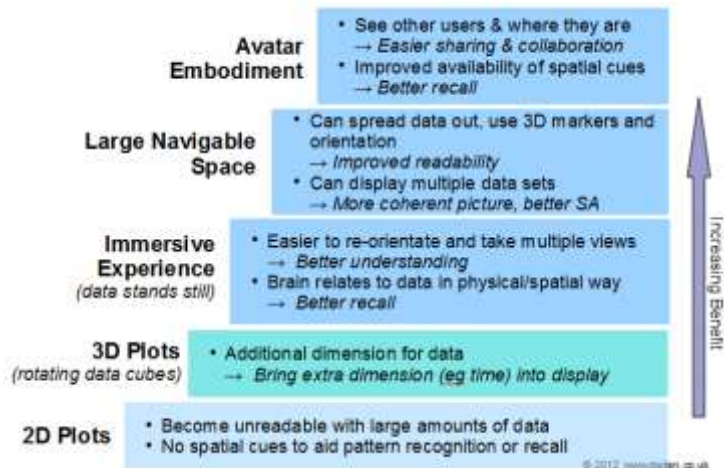 Avatar
Embodiment
• See other users & where they are
→ Easier sharing & collaboration
• Improved availability of spatial cues
→ Better recall
Large Navigable
Space
• Can spread data out, use 3D markers and
orientation
→ Improved readability
• Can display multiple data sets
→ More coherent picture, better SA
Immersive
Experience
(data stands still)
• Easier to re-orientate and take multiple views
→ Better understanding
• Brain relates to data in physical/spatial way
→ Better recall
3D Plots
(rotating data cubes)
• Additional dimension for data
→ Bring extra dimension (eg time) into display
2D Plots
• Become unreadable with large amounts of data
• No spatial cues to aid pattern recognition or recall
Increasing Benefit
© 2012